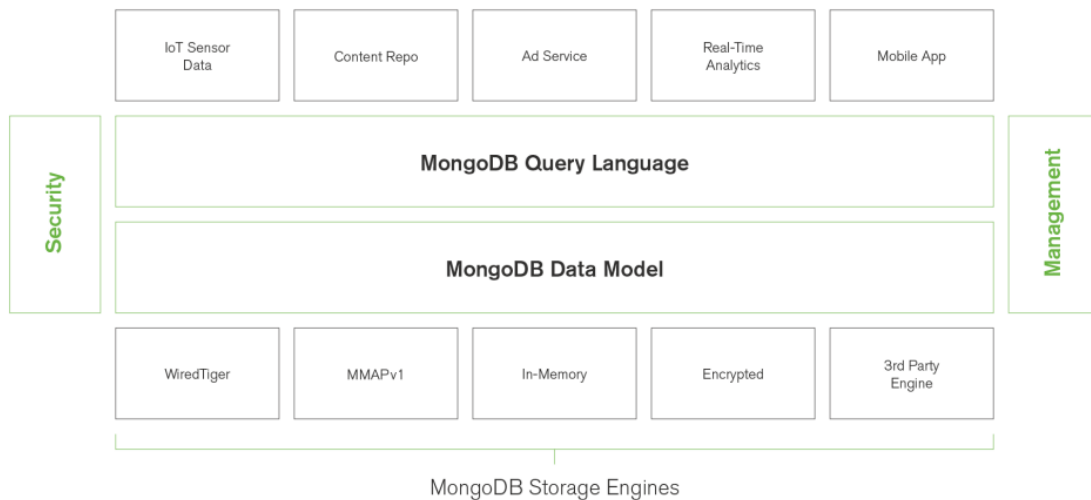 IoT Sensor
Data
Content Repo
Ad Service
Real-Time
Analytics
Mobile App
Security
MongoDB Query Language
MongoDB Data Model
Management
WiredTiger
MMAPv1
In-Memory
Encrypted
3rd Party
Engine
MongoDB Storage Engines